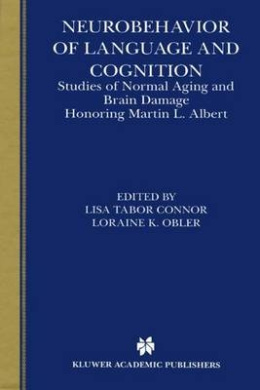 NEUROBEHAVIOR
OF LANGUAGE AND
COGNITION
Studies of Normal Aging and
Brain Damage
Honoring Martin L. Albert
EDITED BY
LISA TABOR CONNOR
LORAINE K. OBLER
KLUWER ACADEMIC PUBLISHERS